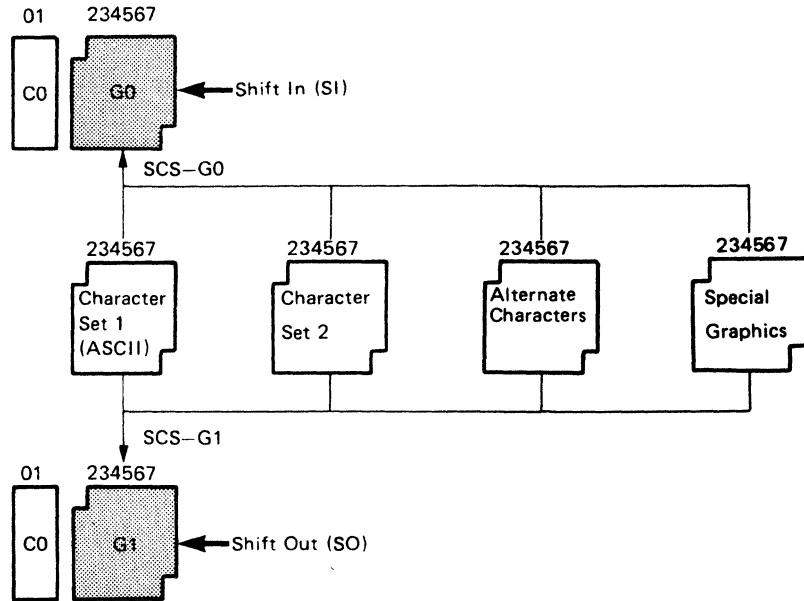 01 234567
C0 G0 Shift In (SI)
SCS–G0
234567 234567 234567 234567
Character
Set 1
(ASCII)
Character
Set 2
Alternate
Characters
Special
Graphics
SCS–G1
01 234567
C0 G1 Shift Out (SO)